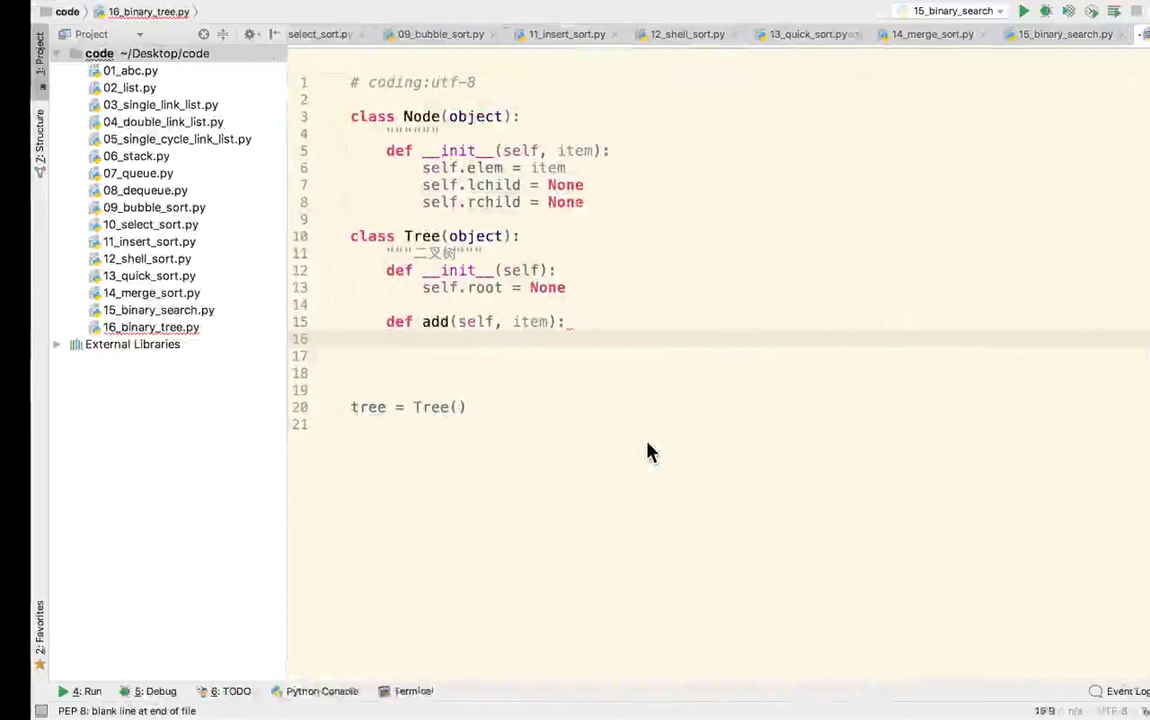 code 16_binary_tree.py 15_binary_search
Project select_sort.py 09_bubble_sort.py 11_insert_sort.py 12_shell_sort.py 13_quick_sort.py 14_merge_sort.py 15_binary_search.py
1: Project
Z: Structure
2: Favorites
code ~/Desktop/code
01_abc.py
02_list.py
03_single_link_list.py
04_double_link_list.py
05_single_cycle_link_list.py
06_stack.py
07_queue.py
08_dequeue.py
09_bubble_sort.py
10_select_sort.py
11_insert_sort.py
12_shell_sort.py
13_quick_sort.py
14_merge_sort.py
15_binary_search.py
16_binary_tree.py
External Libraries
1 # coding:utf-8
2
3 class Node(object):
4 """"""
5 def __init__(self, item):
6 self.elem = item
7 self.lchild = None
8 self.rchild = None
9
10 class Tree(object):
11 """二叉树"""
12 def __init__(self):
13 self.root = None
14
15 def add(self, item):
16
17
18
19
20 tree = Tree()
21
4: Run 5: Debug 6: TODO Python Console Terminal Event Log
PEP 8: blank line at end of file n/a UTF-8